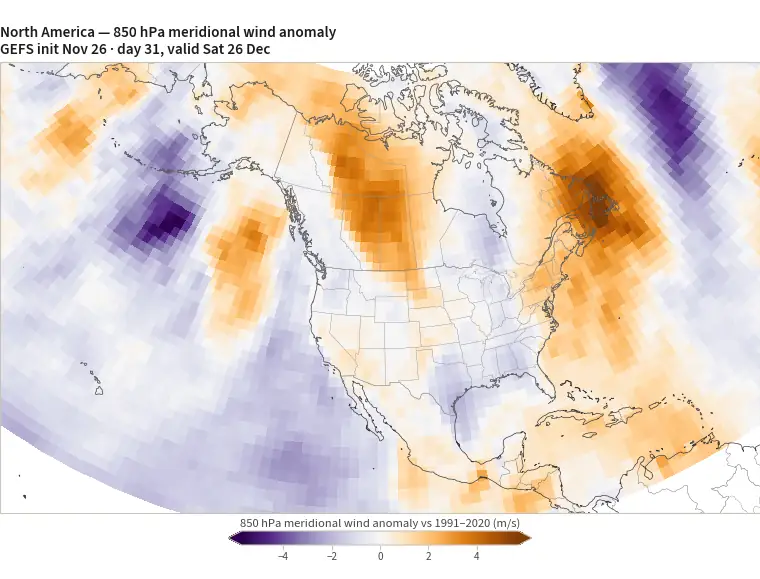 North America — 850 hPa meridional wind anomaly
GEFS init Nov 26 · day 31, valid Sat 26 Dec
850 hPa meridional wind anomaly vs 1991–2020 (m/s)
−4 −2 0 2 4